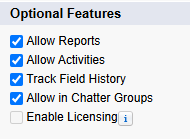 Optional Features
Allow Reports
Allow Activities
Track Field History
Allow in Chatter Groups
Enable Licensing i